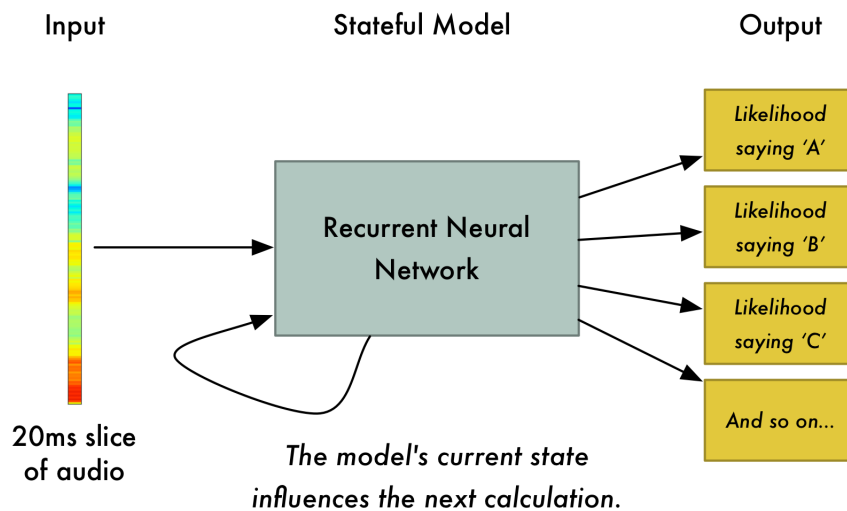 Input
Stateful Model
Output
Likelihood
saying ‘A’
Likelihood
saying ‘B’
Recurrent Neural
Network
Likelihood
saying ‘C’
And so on...
20ms slice
of audio
The model's current state
influences the next calculation.